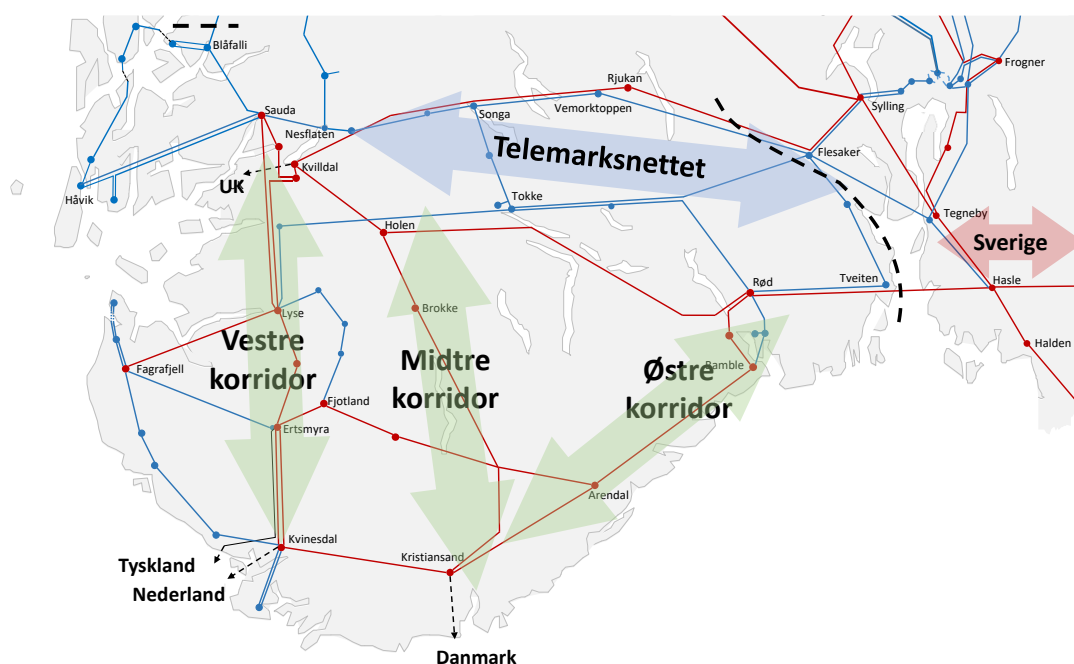 Blåfalli
Frogner
Rjukan
Vemorktoppen
Sylling
Sauda
Songa
Nesflaten
Telemarksnettet
Flesaker
Kvilldal
UK
Håvik
Tokke
Tegneby
Holen
Sverige
Rød
Tveiten
Hasle
Lyse
Brokke
Vestre
korridor
Midtre
korridor
Østre
korridor
Halden
Fagrafjell
Bamble
Fjotland
Ertsmyra
Arendal
Kvinesdal
Kristiansand
Tyskland
Nederland
Danmark